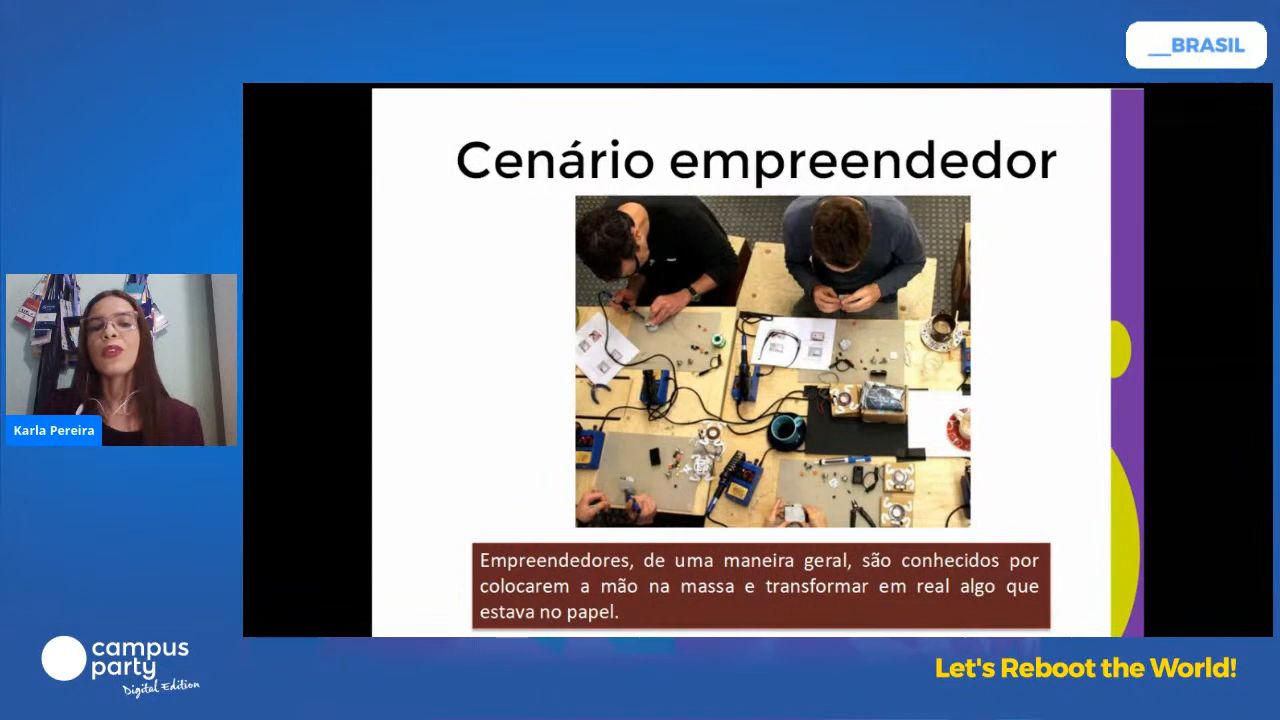 __BRASIL
Cenário empreendedor
Karla Pereira
Empreendedores, de uma maneira geral, são conhecidos por
colocarem a mão na massa e transformar em real algo que
estava no papel.
campus
party
Digital Edition
Let's Reboot the World!